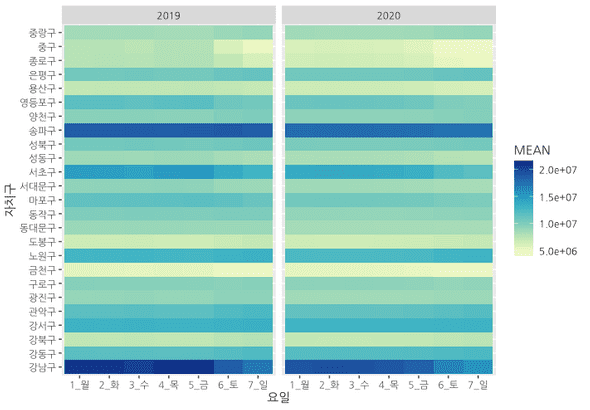 2019
2020
중랑구
중구
종로구
은평구
용산구
영등포구
양천구
송파구
성북구
성동구
서초구
서대문구
마포구
동작구
동대문구
도봉구
노원구
금천구
구로구
광진구
관악구
강서구
강북구
강동구
강남구
자치구
1_월 2_화 3_수 4_목 5_금 6_토 7_일
1_월 2_화 3_수 4_목 5_금 6_토 7_일
요일
MEAN
2.0e+07
1.5e+07
1.0e+07
5.0e+06